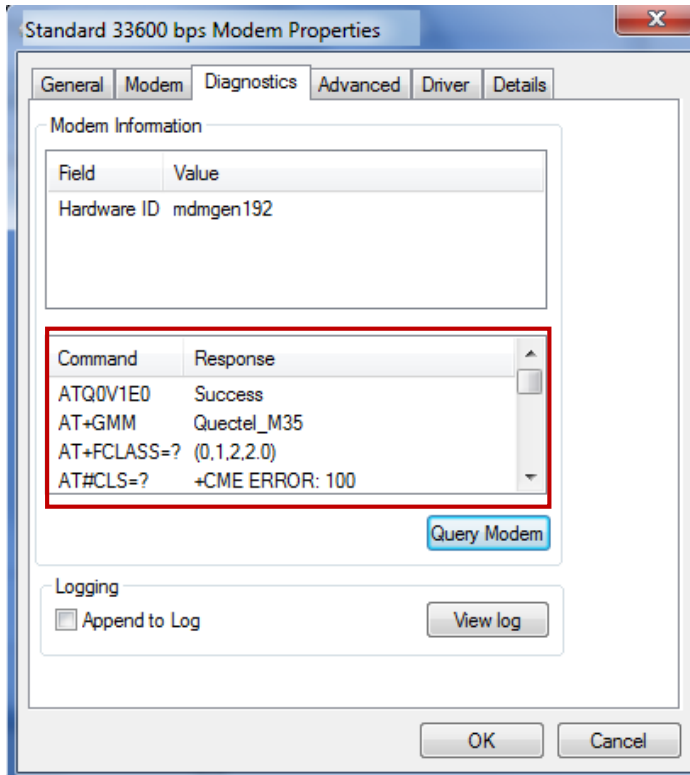 Standard 33600 bps Modem Properties
x
General Modem Diagnostics Advanced Driver Details
Modem Information
Field Value
Hardware ID mdmgen192
Command Response
ATQ0V1E0 Success
AT+GMM Quectel_M35
AT+FCLASS=? (0,1,2,2.0)
AT#CLS=? +CME ERROR: 100
Query Modem
Logging
Append to Log View log
OK Cancel